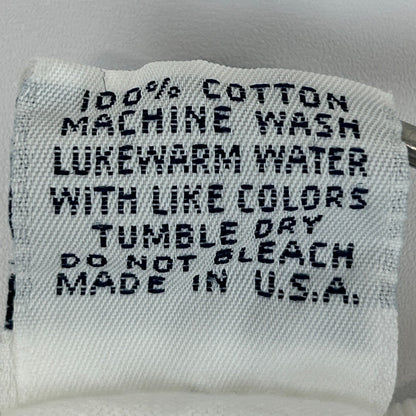 100% COTTON
MACHINE WASH
LUKEWARM WATER
WITH LIKE COLORS
TUMBLE DRY
DO NOT BLEACH
MADE IN U.S.A.